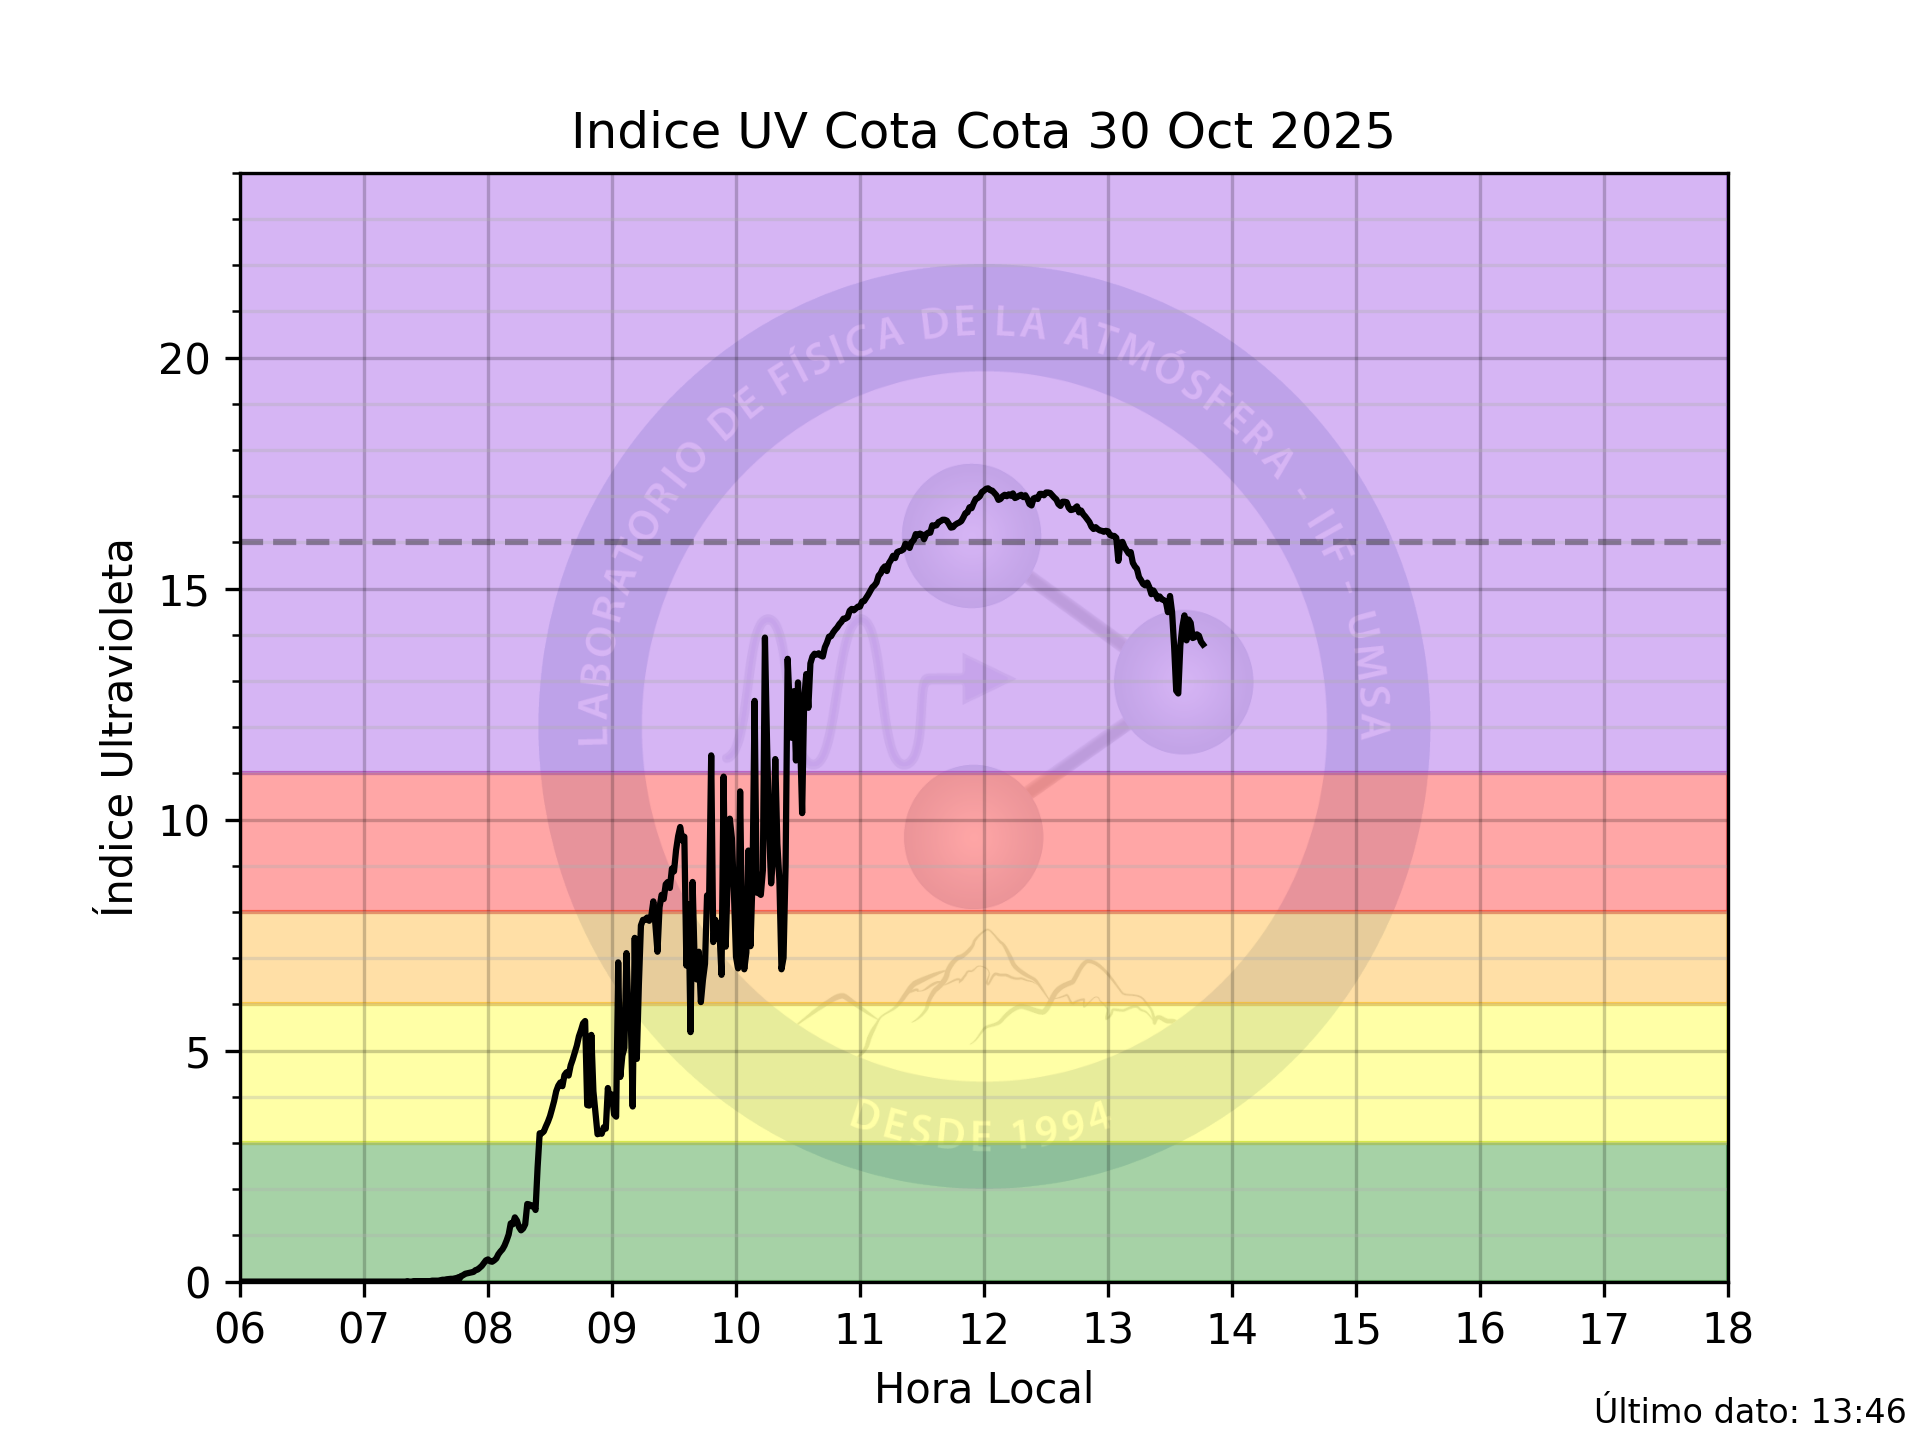 Indice UV Cota Cota 30 Oct 2025
LABORATORIO DE FÍSICA DE LA ATMÓSFERA - IIF - UMSA
DESDE 1994
Índice Ultravioleta
20
15
10
5
0
06 07 08 09 10 11 12 13 14 15 16 17 18
Hora Local
Último dato: 13:46